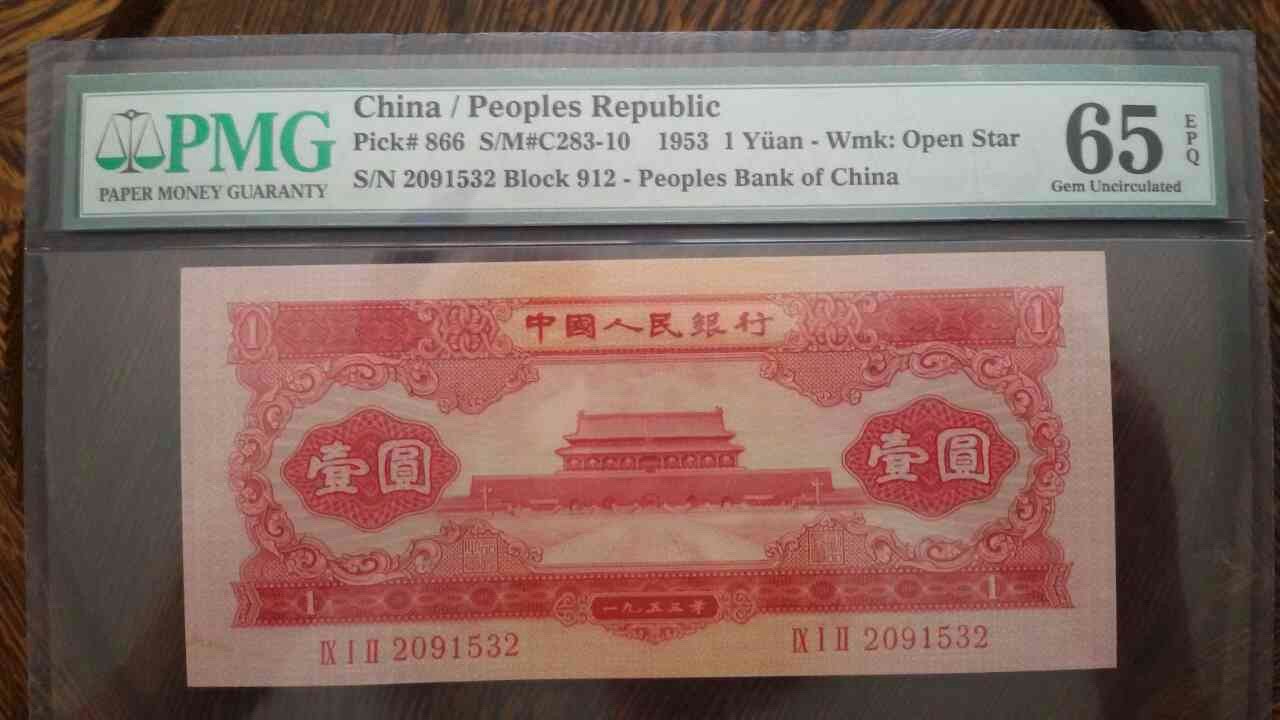 PMG
PAPER MONEY GUARANTY
China / Peoples Republic
Pick# 866 S/M#C283-10 1953 1 Yüan - Wmk: Open Star
S/N 2091532 Block 912 - Peoples Bank of China
65
EPQ
Gem Uncirculated
1 中國人民銀行 1
壹圓 壹圓
1 一九五三年 1
IX I II 2091532 IX I II 2091532